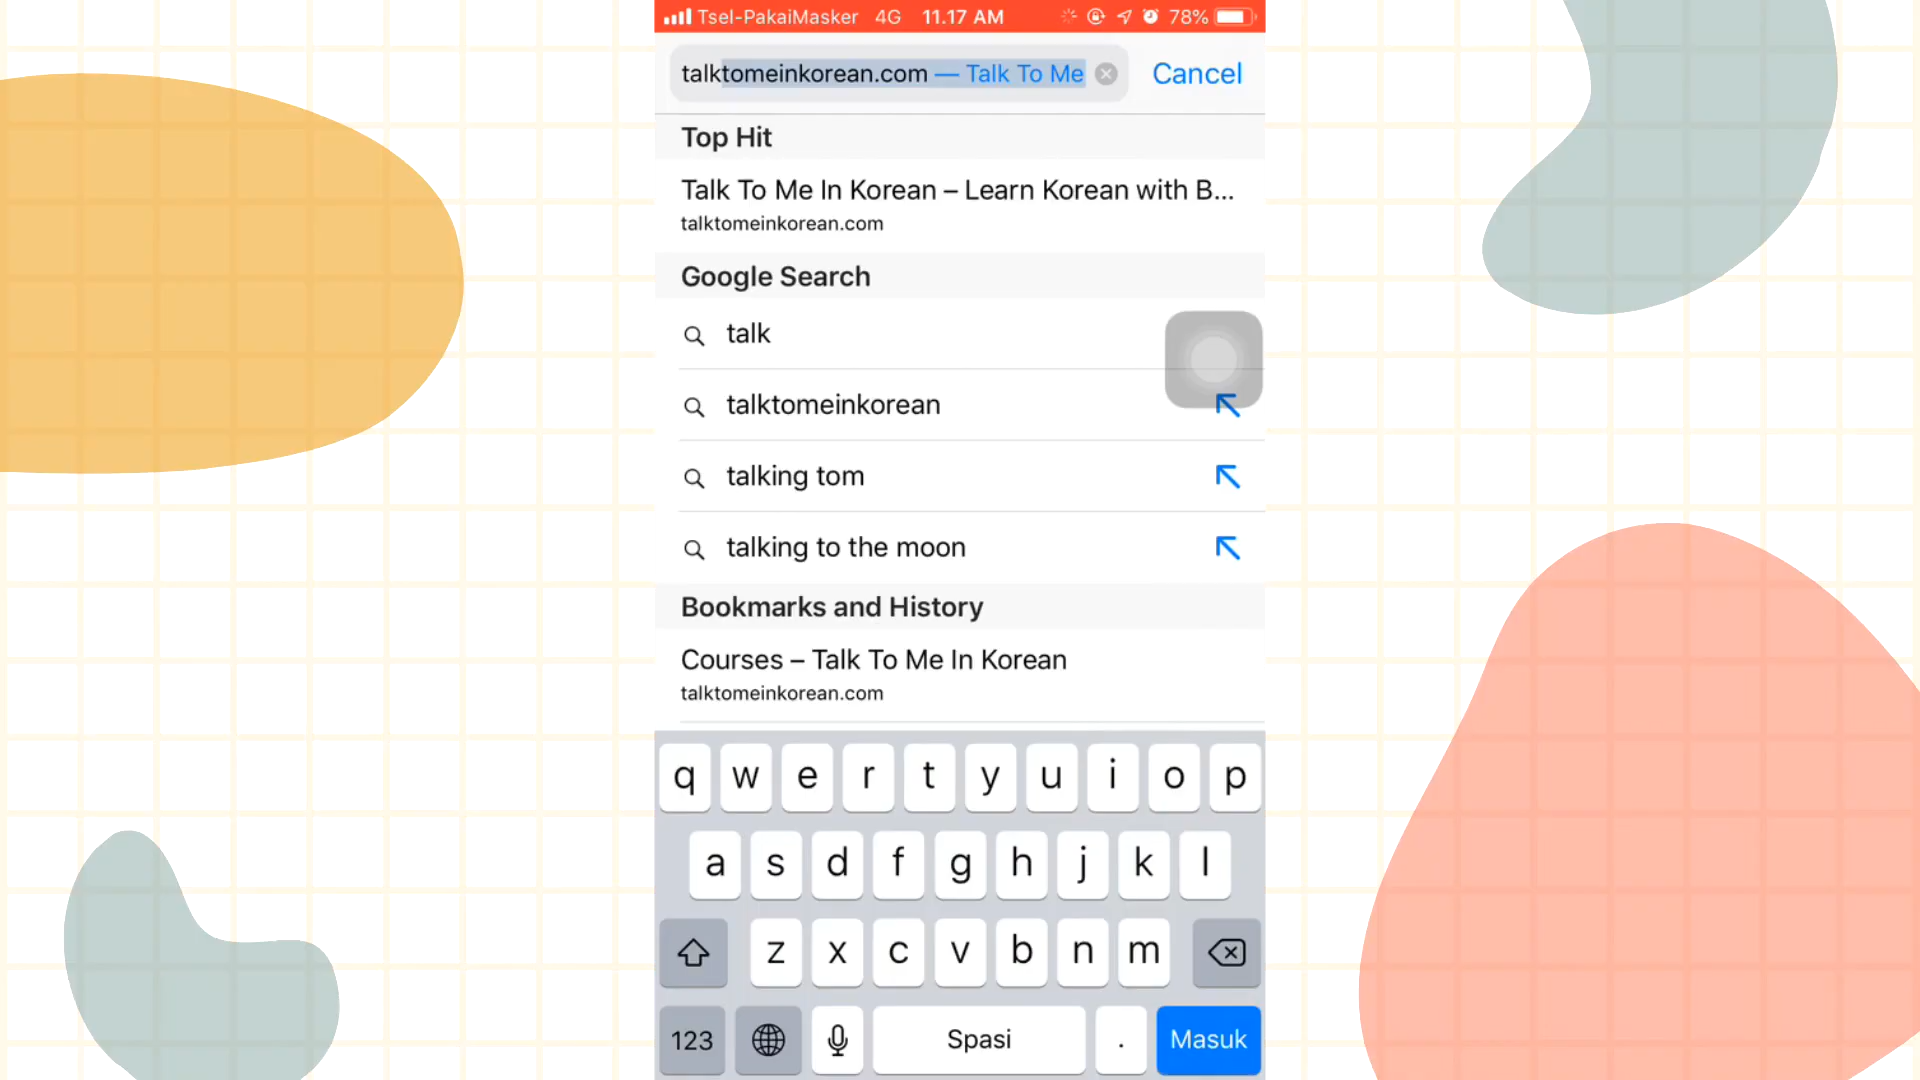 Tsel-PakaiMasker 4G 11.17 AM 78%
talktomeinkorean.com — Talk To Me
Cancel
Top Hit
Talk To Me In Korean – Learn Korean with B...
talktomeinkorean.com
Google Search
talk
talktomeinkorean
talking tom
talking to the moon
Bookmarks and History
Courses – Talk To Me In Korean
talktomeinkorean.com
q w e r t y u i o p
a s d f g h j k l
z x c v b n m
123 Spasi . Masuk